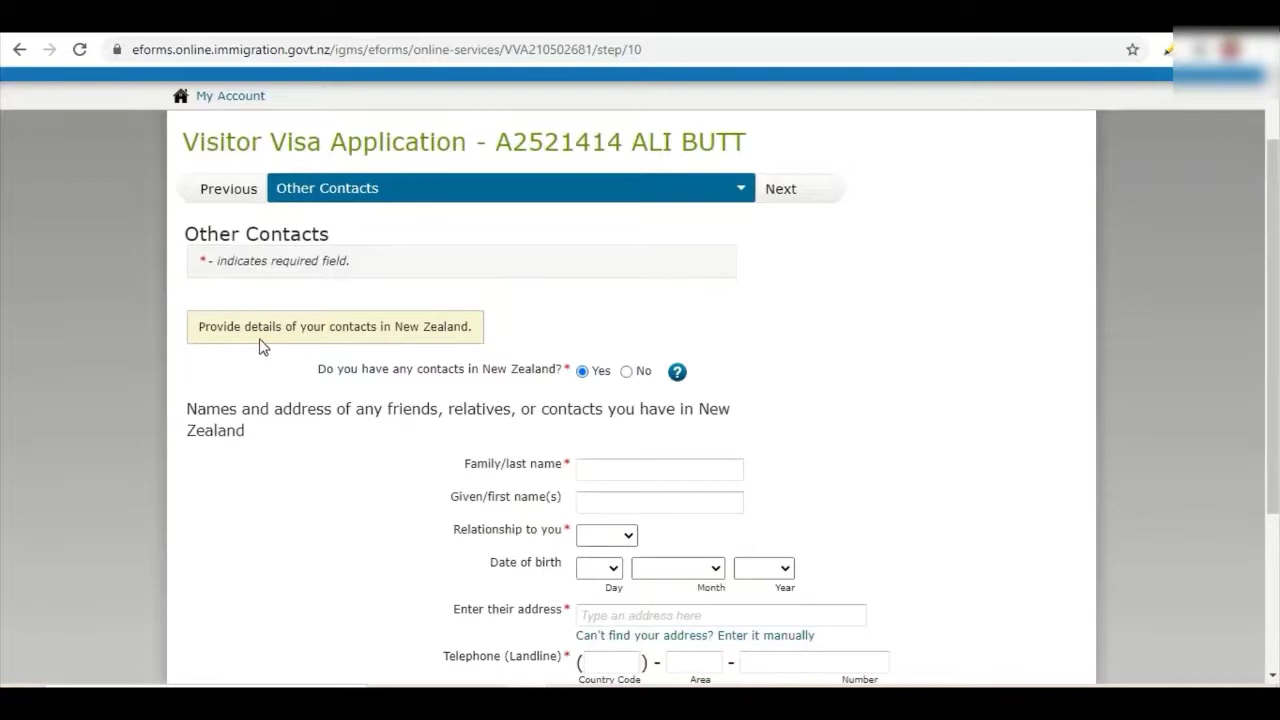 eforms.online.immigration.govt.nz/igms/eforms/online-services/VVA210502681/step/10
My Account
Visitor Visa Application - A2521414 ALI BUTT
Previous Other Contacts Next
Other Contacts
* - indicates required field.
Provide details of your contacts in New Zealand.
Do you have any contacts in New Zealand?* Yes No ?
Names and address of any friends, relatives, or contacts you have in New
Zealand
Family/last name*
Given/first name(s)
Relationship to you*
Date of birth
Day Month Year
Enter their address* Type an address here
Can't find your address? Enter it manually
Telephone (Landline)* ( ) - -
Country Code Area Number